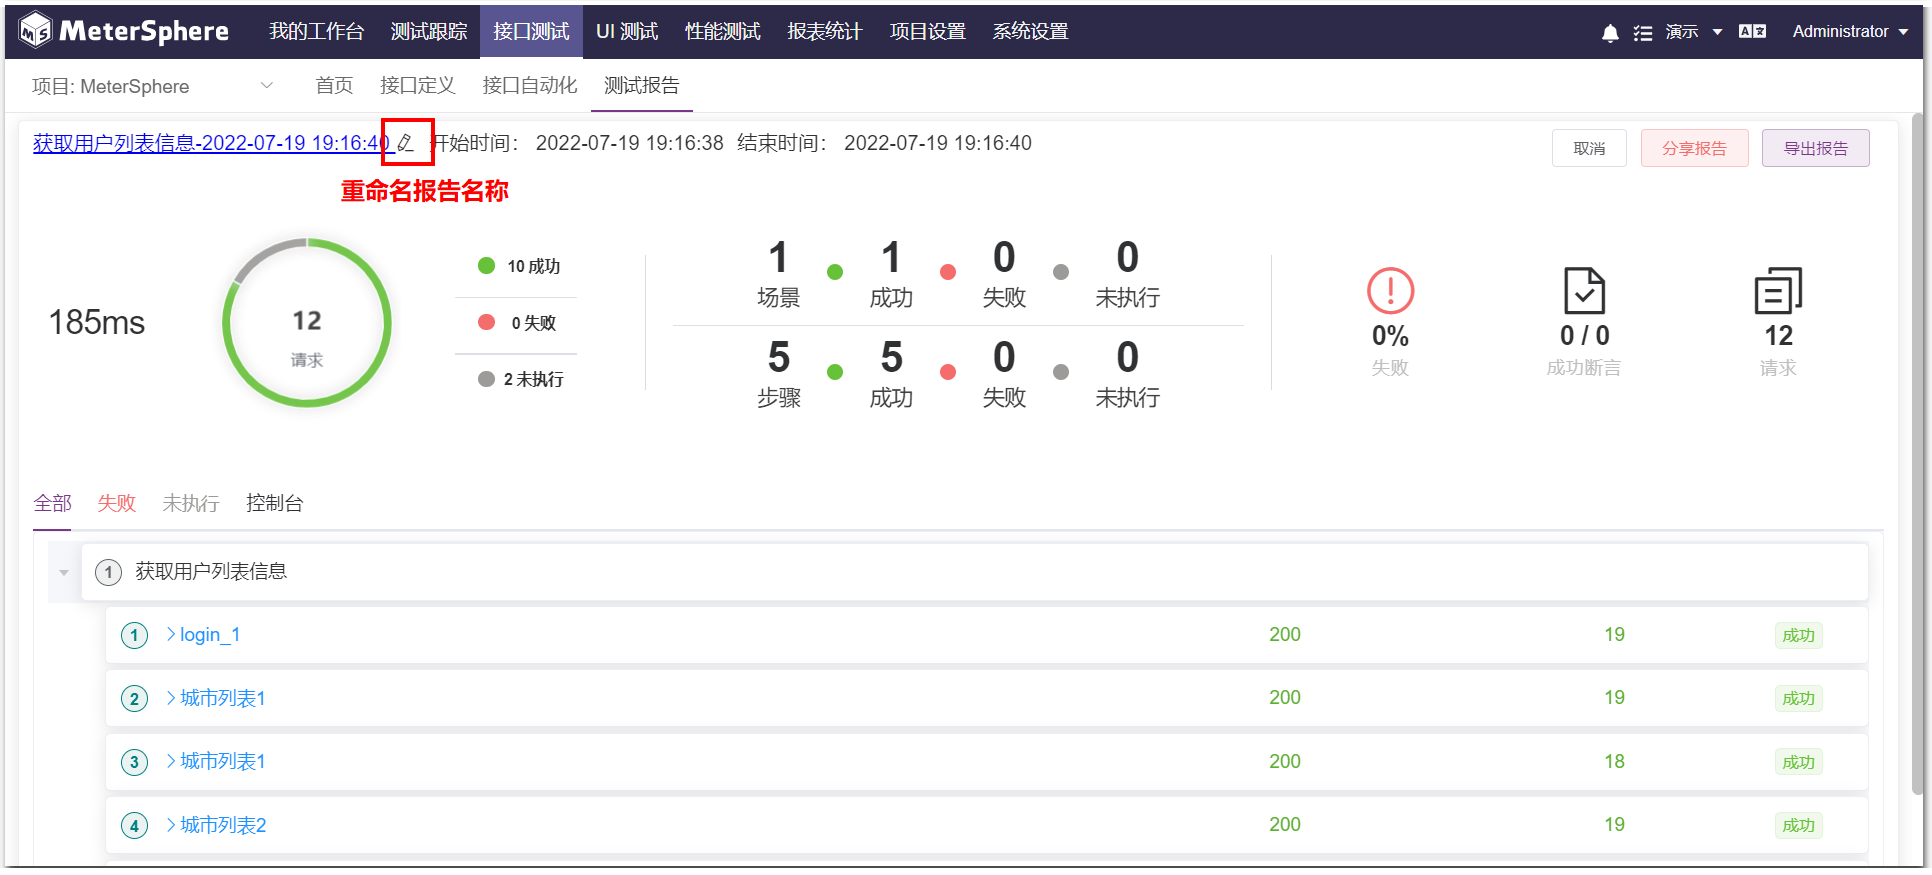 MeterSphere 我的工作台 测试跟踪 接口测试 UI 测试 性能测试 报表统计 项目设置 系统设置 演示 Administrator
项目: MeterSphere 首页 接口定义 接口自动化 测试报告
获取用户列表信息-2022-07-19 19:16:40 开始时间： 2022-07-19 19:16:38 结束时间： 2022-07-19 19:16:40 取消 分享报告 导出报告
重命名报告名称
185ms
12
请求
10 成功
0 失败
2 未执行
1 1 0 0
场景 成功 失败 未执行
5 5 0 0
步骤 成功 失败 未执行
0% 0 / 0 12
失败 成功断言 请求
全部 失败 未执行 控制台
1 获取用户列表信息
1 login_1 200 19 成功
2 城市列表1 200 19 成功
3 城市列表1 200 18 成功
4 城市列表2 200 19 成功